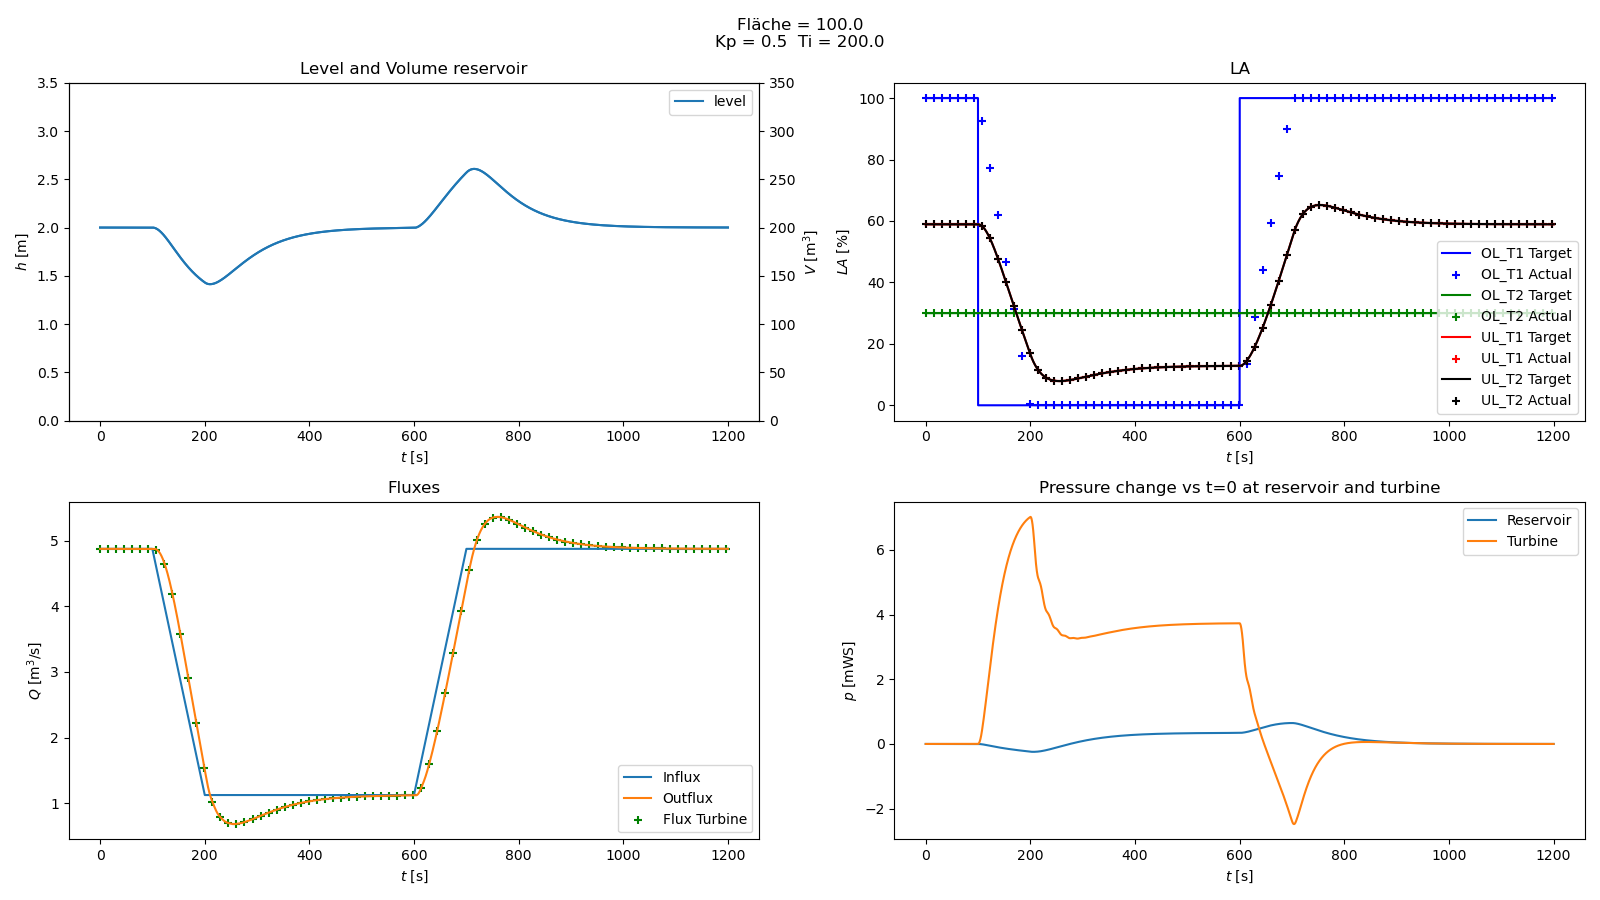 Fläche = 100.0
Kp = 0.5  Ti = 200.0
Level and Volume reservoir
3.5
3.0
2.5
2.0
1.5
1.0
0.5
0.0
h [m]
350
300
250
200
150
100
50
0
V [m³]
level
0 200 400 600 800 1000 1200
t [s]
LA
100
80
60
40
20
0
LA [%]
OL_T1 Target
OL_T1 Actual
OL_T2 Target
OL_T2 Actual
UL_T1 Target
UL_T1 Actual
UL_T2 Target
UL_T2 Actual
0 200 400 600 800 1000 1200
t [s]
Fluxes
5
4
3
2
1
Q [m³/s]
Influx
Outflux
Flux Turbine
0 200 400 600 800 1000 1200
t [s]
Pressure change vs t=0 at reservoir and turbine
6
4
2
0
−2
p [mWS]
Reservoir
Turbine
0 200 400 600 800 1000 1200
t [s]